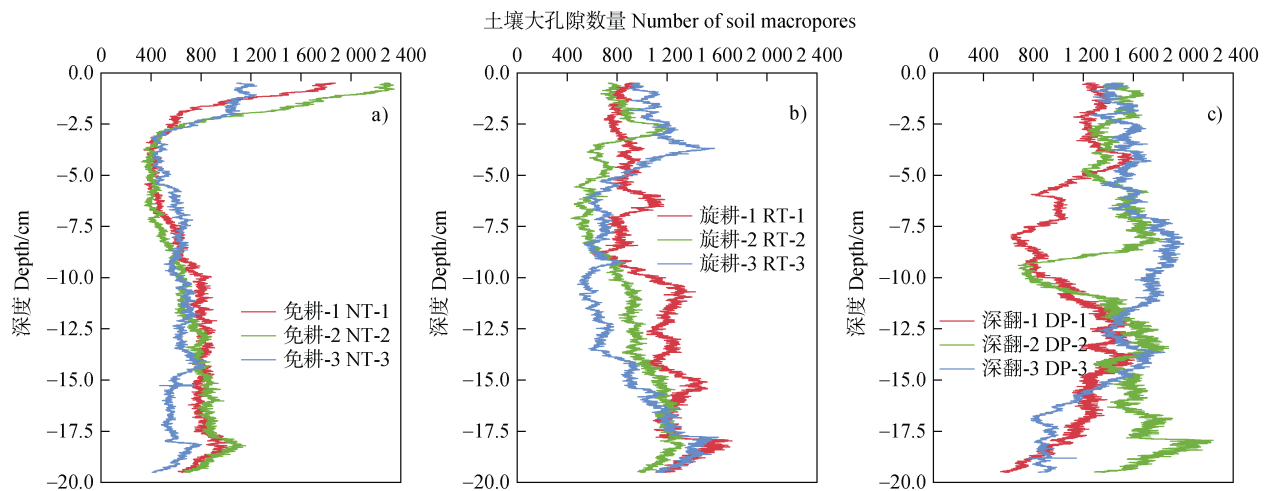 土壤大孔隙数量 Number of soil macropores
0 400 800 1 200 1 600 2 400
0 400 800 1 200 1 600 2 400
0 400 800 1 200 1 600 2 000 2 400
0.0
−2.5
−5.0
−7.5
−10.0
−12.5
−15.0
−17.5
−20.0
深度 Depth/cm
a)
免耕-1 NT-1
免耕-2 NT-2
免耕-3 NT-3
0.0
−2.5
−5.0
−7.5
−10.0
−12.5
−15.0
−17.5
−20.0
深度 Depth/cm
b)
旋耕-1 RT-1
旋耕-2 RT-2
旋耕-3 RT-3
0.0
−2.5
−5.0
−7.5
−10.0
−12.5
−15.0
−17.5
−20.0
深度 Depth/cm
c)
深翻-1 DP-1
深翻-2 DP-2
深翻-3 DP-3